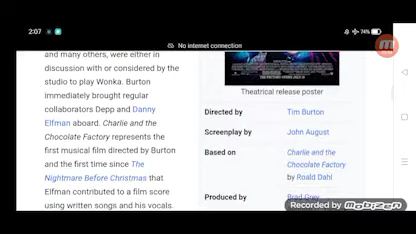 2:07
74%
No internet connection
and many others, were either in
discussion with or considered by the
studio to play Wonka. Burton
immediately brought regular
collaborators Depp and Danny
Elfman aboard. Charlie and the
Chocolate Factory represents the
first musical film directed by Burton
and the first time since The
Nightmare Before Christmas that
Elfman contributed to a film score
using written songs and his vocals.
Theatrical release poster
Directed by Tim Burton
Screenplay by John August
Based on Charlie and the
Chocolate Factory
by Roald Dahl
Produced by Brad Grey
Recorded by Mobizen